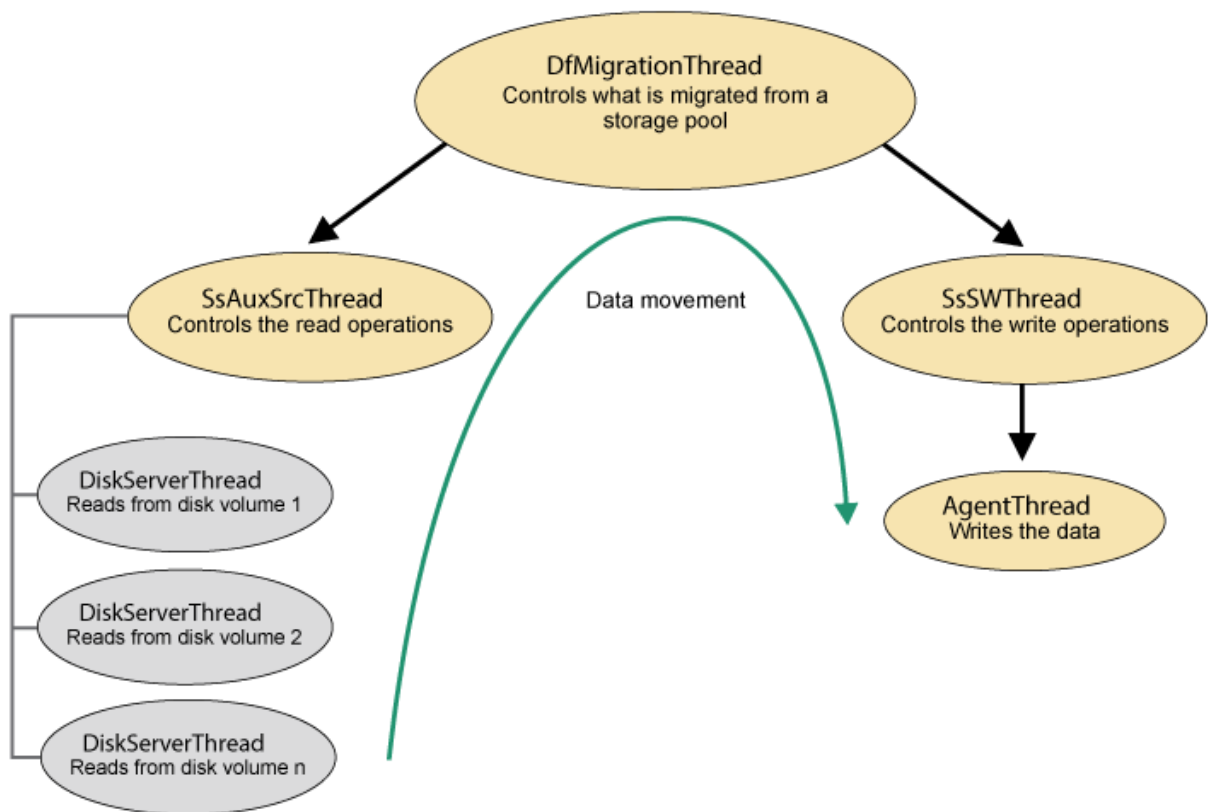 DfMigrationThread
Controls what is migrated from a
storage pool
SsAuxSrcThread
Controls the read operations
Data movement
SsSWThread
Controls the write operations
DiskServerThread
Reads from disk volume 1
AgentThread
Writes the data
DiskServerThread
Reads from disk volume 2
DiskServerThread
Reads from disk volume n